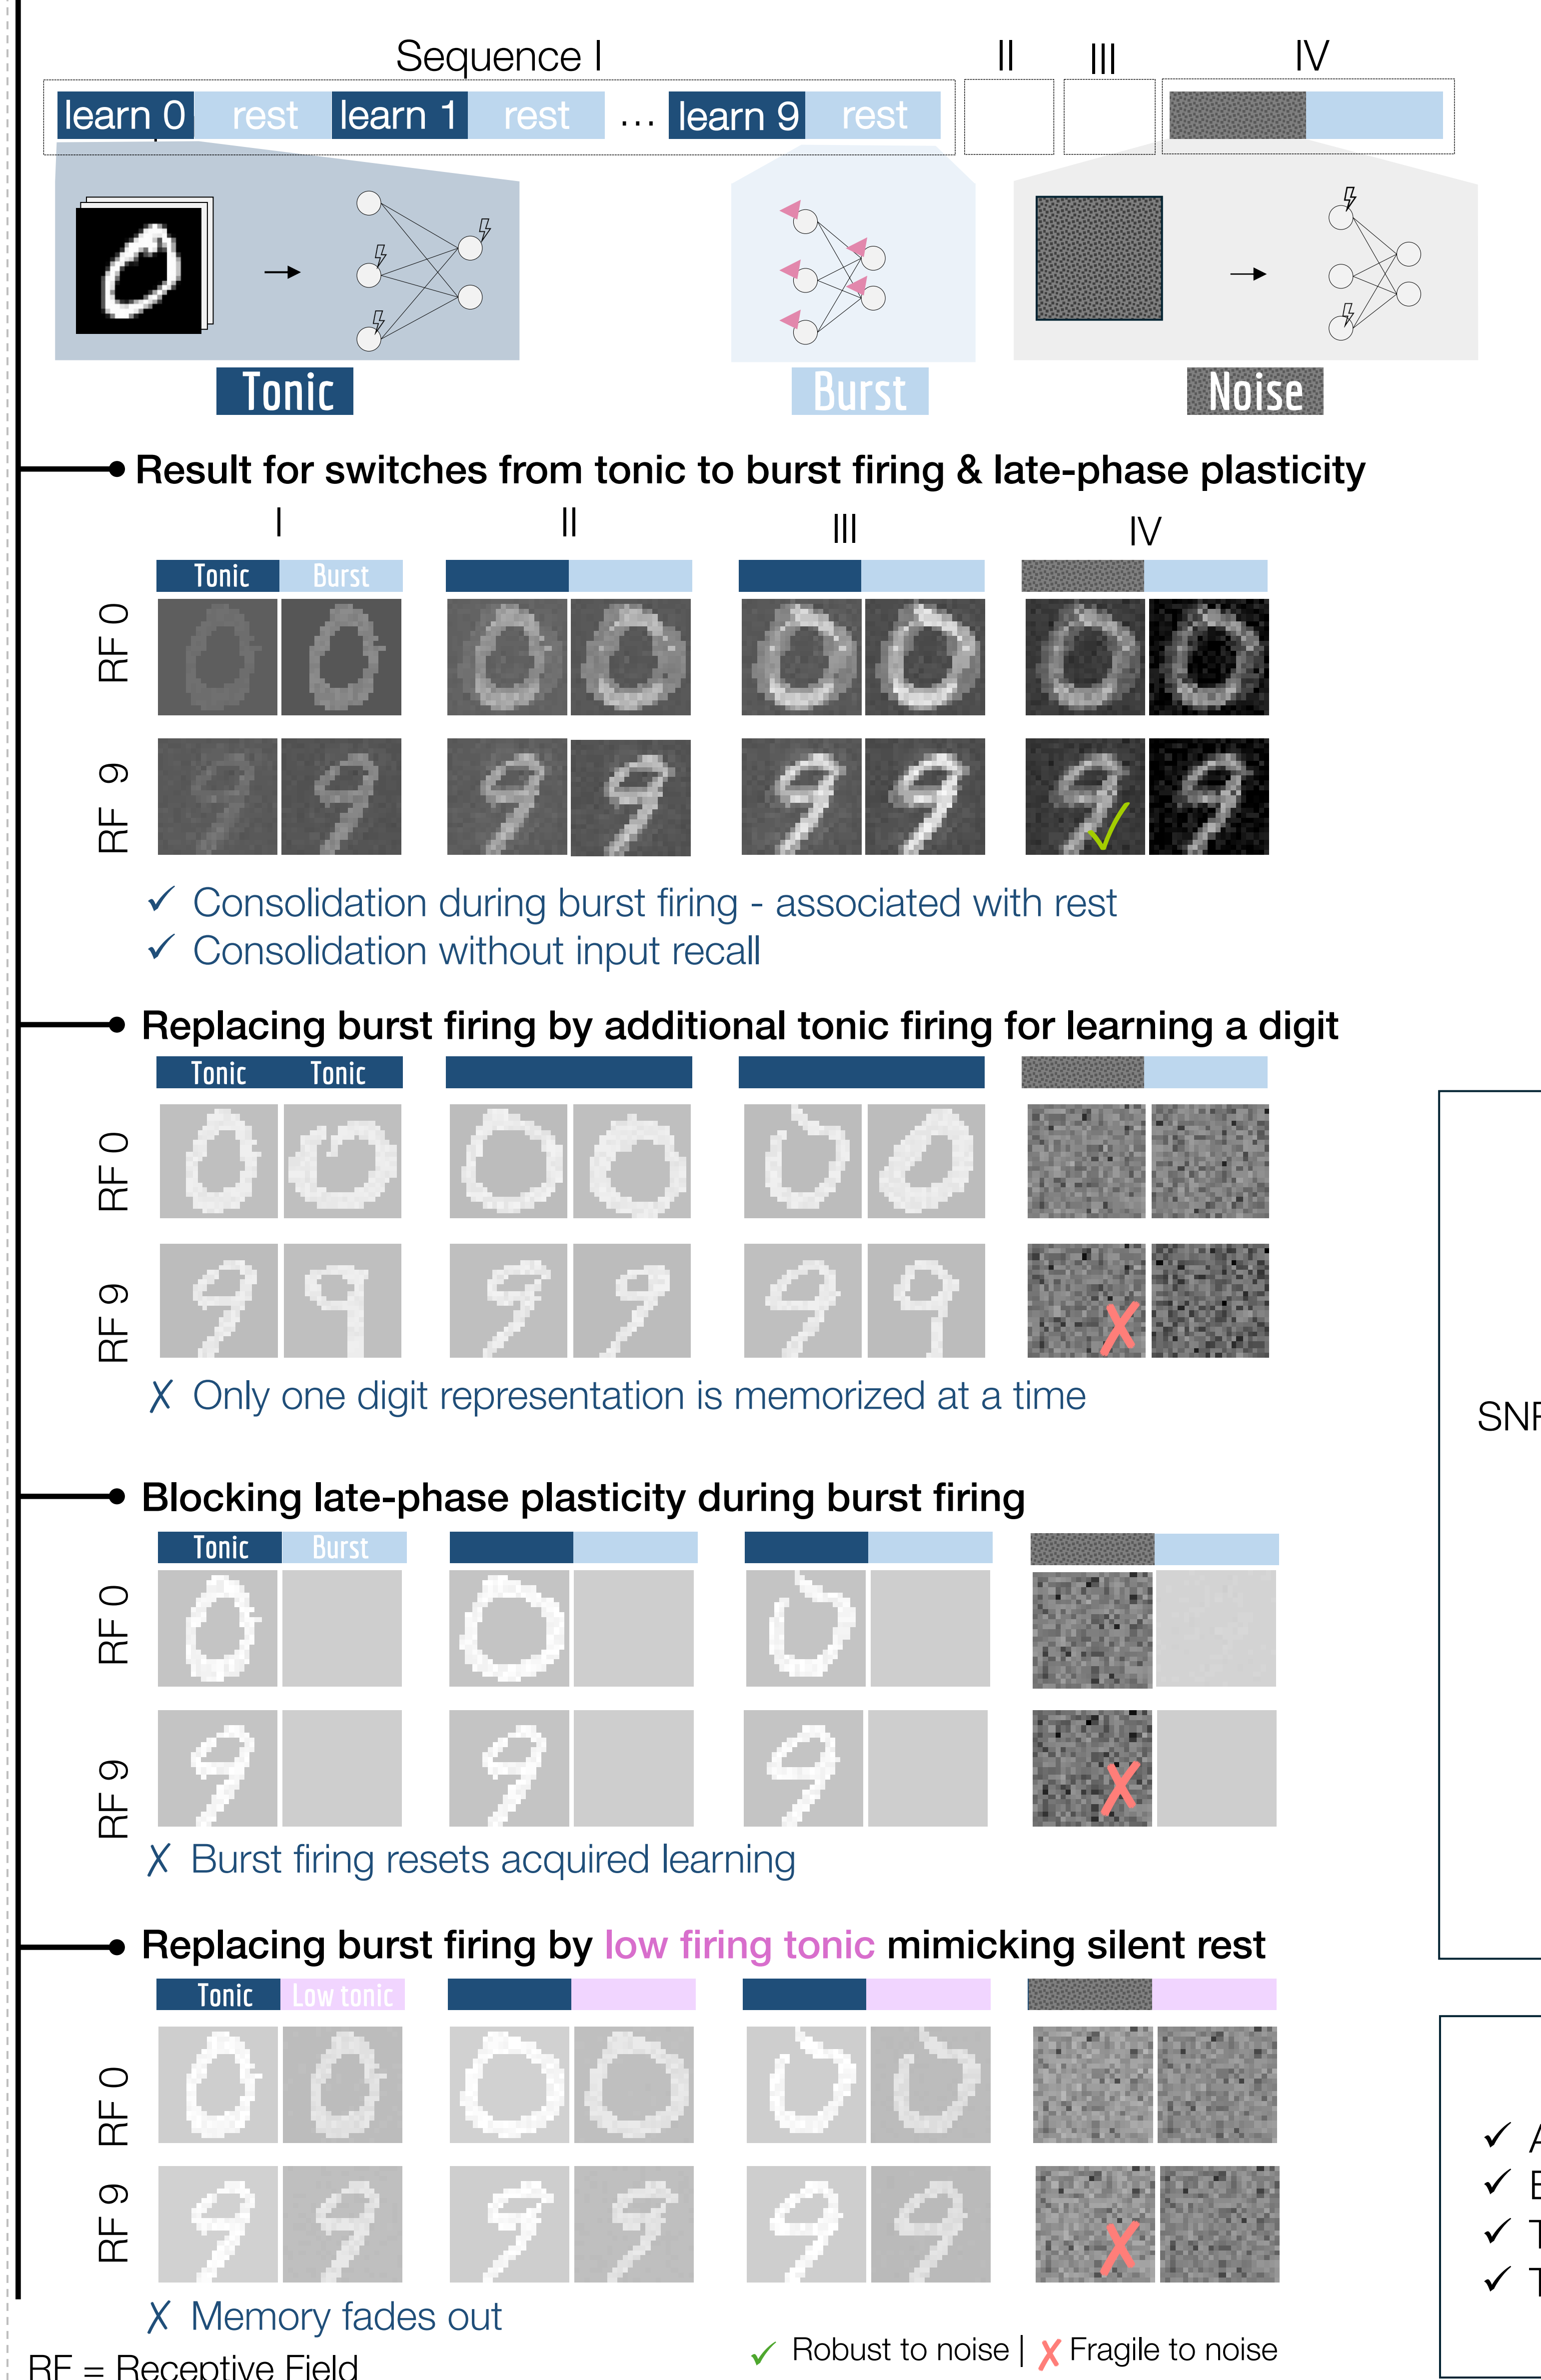 Sequence I II III IV
learn 0 rest learn 1 rest ... learn 9 rest
Tonic Burst Noise
Result for switches from tonic to burst firing & late-phase plasticity
I II III IV
Tonic Burst
RF 0
RF 9
✓ Consolidation during burst firing - associated with rest
✓ Consolidation without input recall
Replacing burst firing by additional tonic firing for learning a digit
Tonic Tonic
RF 0
RF 9
✗ Only one digit representation is memorized at a time
Blocking late-phase plasticity during burst firing
Tonic Burst
RF 0
RF 9
✗ Burst firing resets acquired learning
Replacing burst firing by low firing tonic mimicking silent rest
Tonic Low tonic
RF 0
RF 9
✗ Memory fades out
✓ Robust to noise | ✗ Fragile to noise
RF = Receptive Field